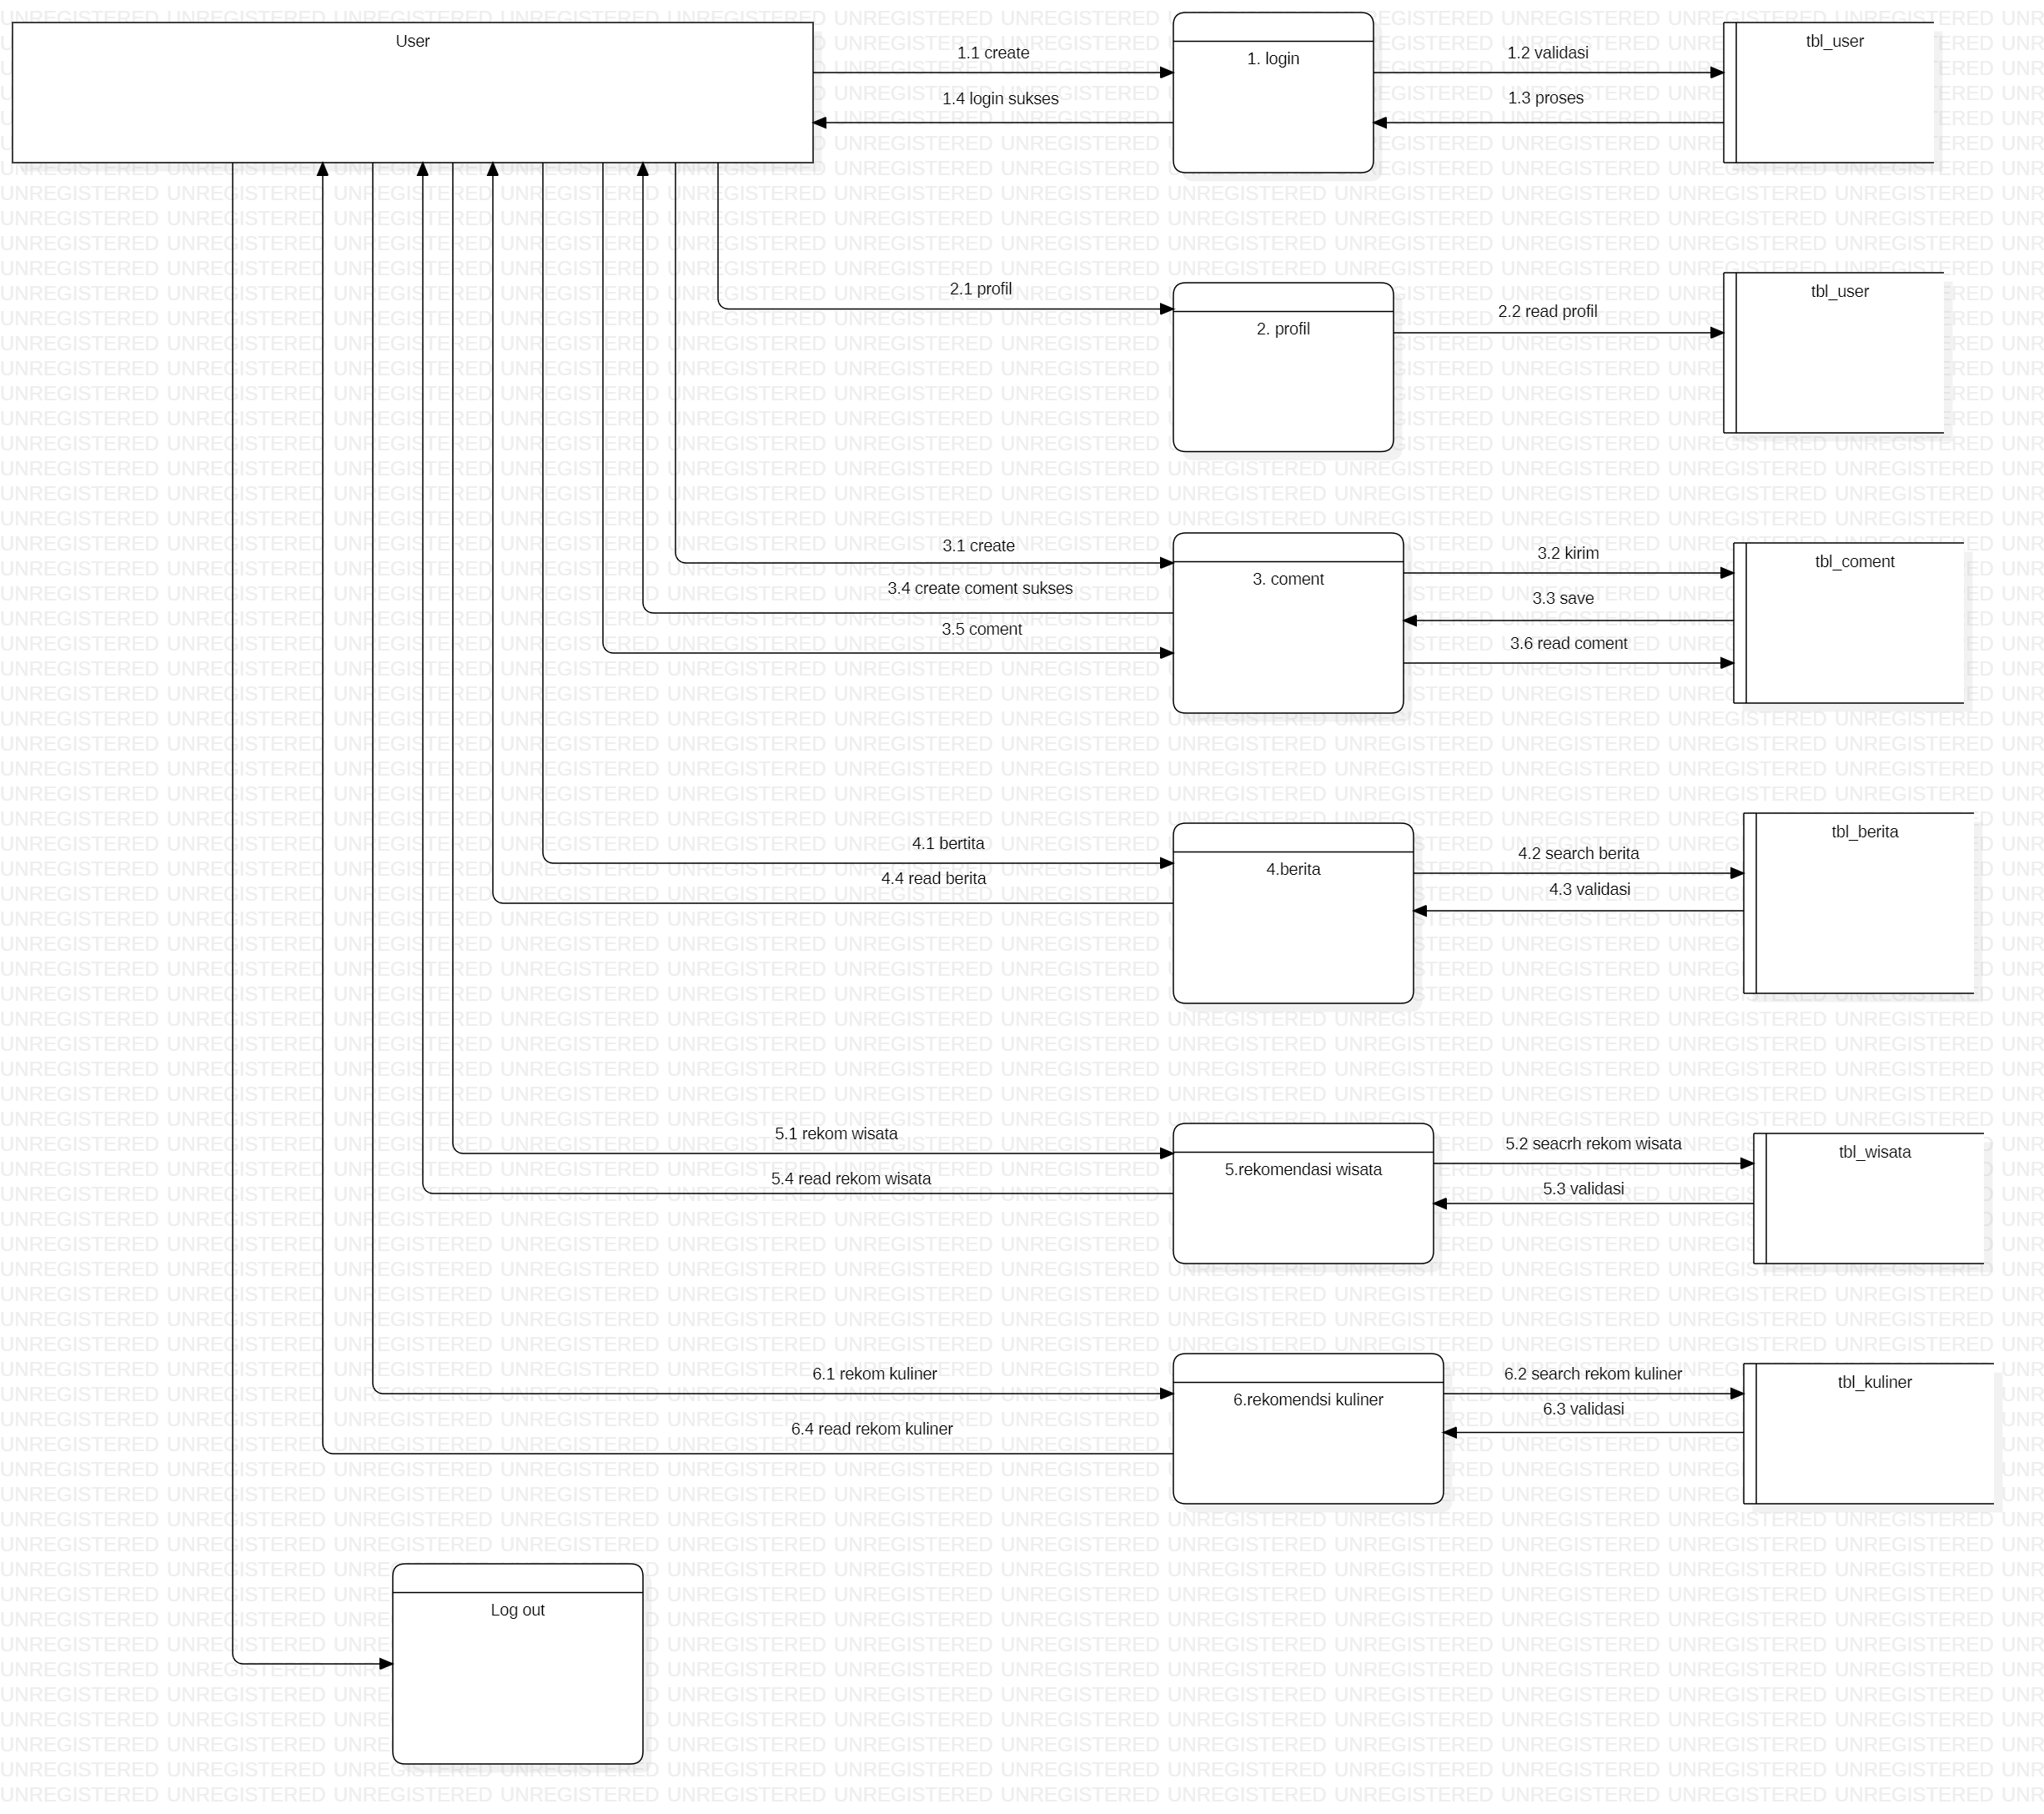 User
1.1 create
1. login
1.2 validasi
tbl_user
1.4 login sukses
1.3 proses
2.1 profil
2. profil
2.2 read profil
tbl_user
3.1 create
3. coment
3.2 kirim
tbl_coment
3.4 create coment sukses
3.3 save
3.5 coment
3.6 read coment
4.1 bertita
4.berita
4.2 search berita
tbl_berita
4.4 read berita
4.3 validasi
5.1 rekom wisata
5.rekomendasi wisata
5.2 seacrh rekom wisata
tbl_wisata
5.4 read rekom wisata
5.3 validasi
6.1 rekom kuliner
6.rekomendsi kuliner
6.2 search rekom kuliner
tbl_kuliner
6.4 read rekom kuliner
6.3 validasi
Log out
UNREGISTERED